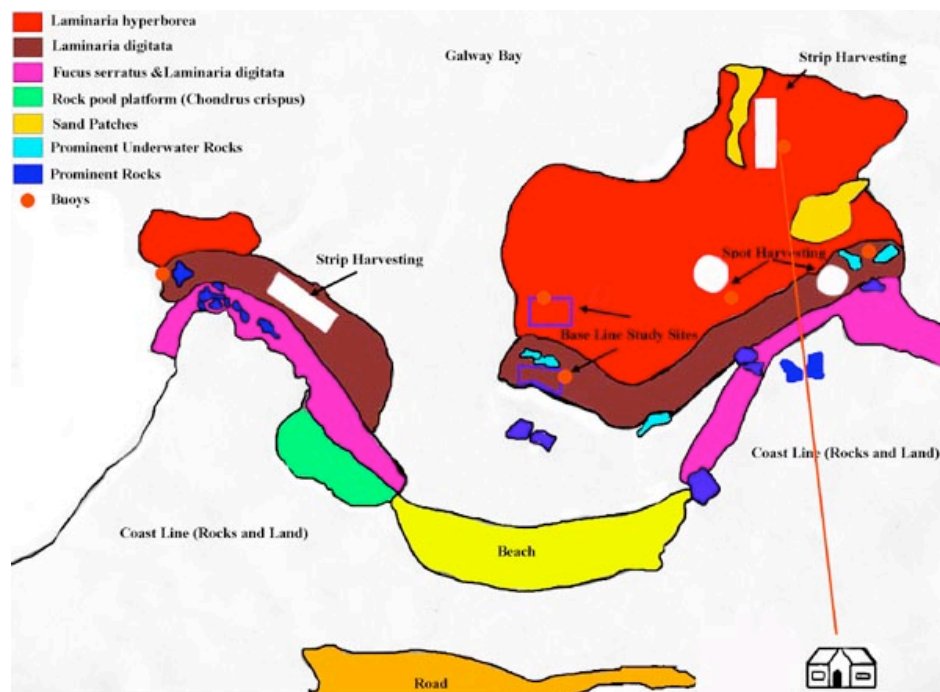 Laminaria hyperborea
Laminaria digitata
Fucus serratus &Laminaria digitata
Rock pool platform (Chondrus crispus)
Sand Patches
Prominent Underwater Rocks
Prominent Rocks
Buoys
Galway Bay
Strip Harvesting
Strip Harvesting
Spot Harvesting
Base Line Study Sites
Coast Line (Rocks and Land)
Coast Line (Rocks and Land)
Beach
Road